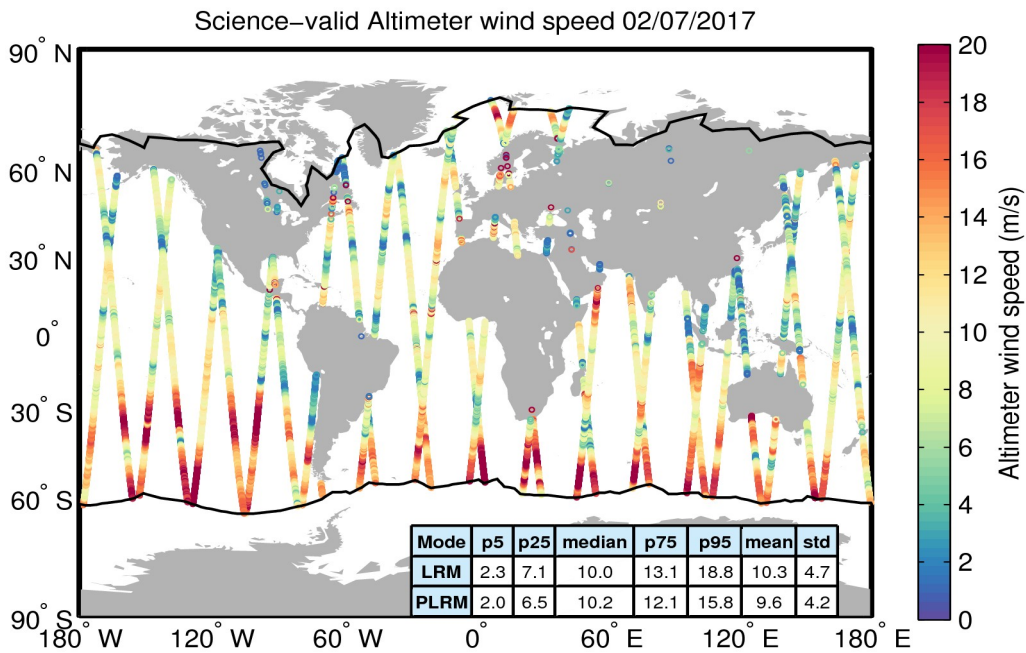 Science−valid Altimeter wind speed 02/07/2017
90° N
60° N
30° N
0°
30° S
60° S
90° S
180° W
120° W
60° W
0°
60° E
120° E
180° E
Mode p5 p25 median p75 p95 mean std
LRM 2.3 7.1 10.0 13.1 18.8 10.3 4.7
PLRM 2.0 6.5 10.2 12.1 15.8 9.6 4.2
20
18
16
14
12
10
8
6
4
2
0
Altimeter wind speed (m/s)